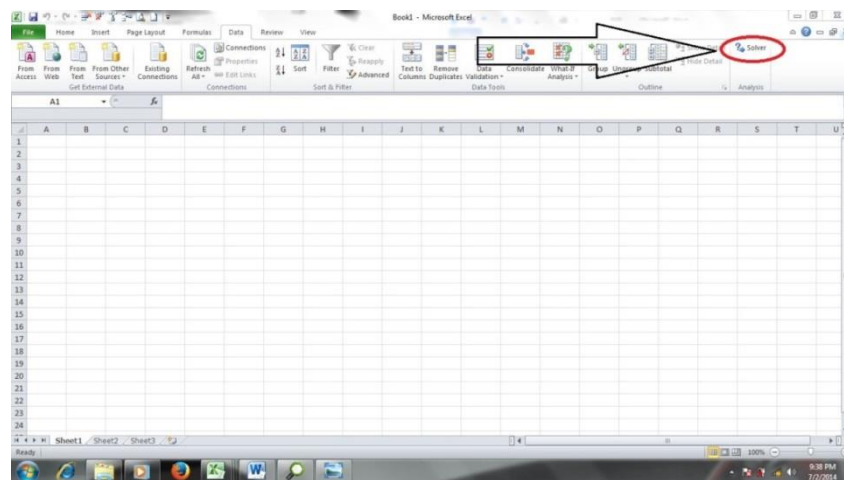 Book1 - Microsoft Excel
File Home Insert Page Layout Formulas Data Review View
From Access
From Web
From Text
From Other Sources
Existing Connections
Refresh All
Connections
Properties
Edit Links
Sort
Filter
Clear
Reapply
Advanced
Text to Columns
Remove Duplicates
Data Validation
Consolidate
What-If Analysis
Group
Subtotal
Hide Detail
Solver
Get External Data Connections Sort & Filter Data Tools Outline Analysis
A1 fx
A B C D E F G H I J K L M N O P Q R S T U
1
2
3
4
5
6
7
8
9
10
11
12
13
14
15
16
17
18
19
20
21
22
23
24
Sheet1 Sheet2 Sheet3
Ready 100%
9:38 PM
7/2/2014